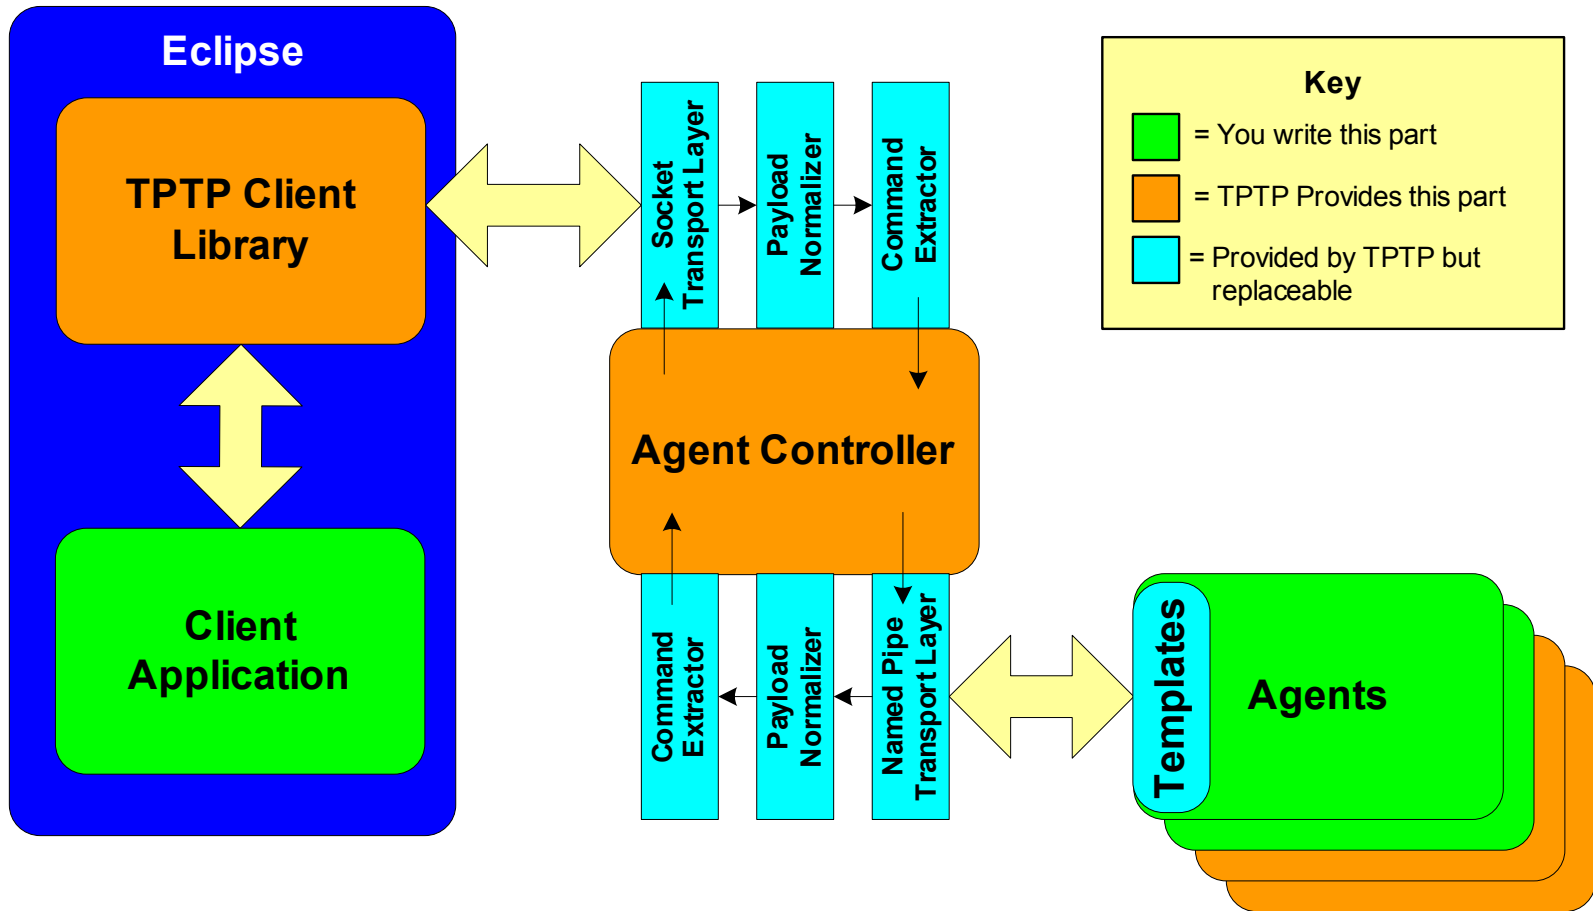 Eclipse
TPTP Client
Library
Client
Application
Socket
Transport Layer
Payload
Normalizer
Command
Extractor
Agent Controller
Command
Extractor
Payload
Normalizer
Named Pipe
Transport Layer
Key
= You write this part
= TPTP Provides this part
= Provided by TPTP but
replaceable
Templates
Agents